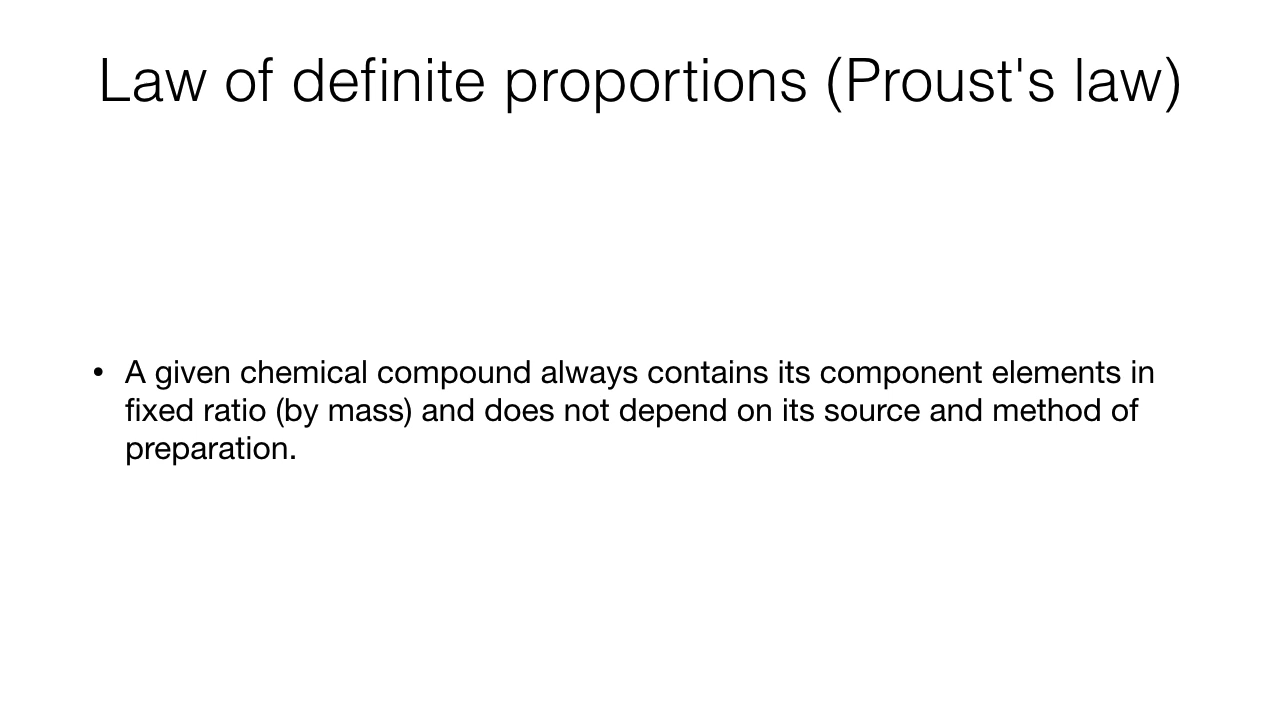 Law of definite proportions (Proust's law)
• A given chemical compound always contains its component elements in
fixed ratio (by mass) and does not depend on its source and method of
preparation.